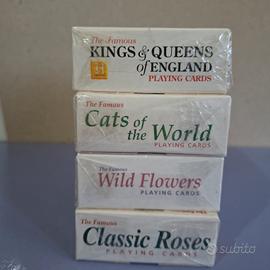 The Famous
KINGS & QUEENS
of ENGLAND
PLAYING CARDS
The Famous
Cats of
the World
PLAYING CARDS
The Famous
Wild Flowers
PLAYING CARDS
The Famous
Classic Roses
PLAYING CARDS
subito